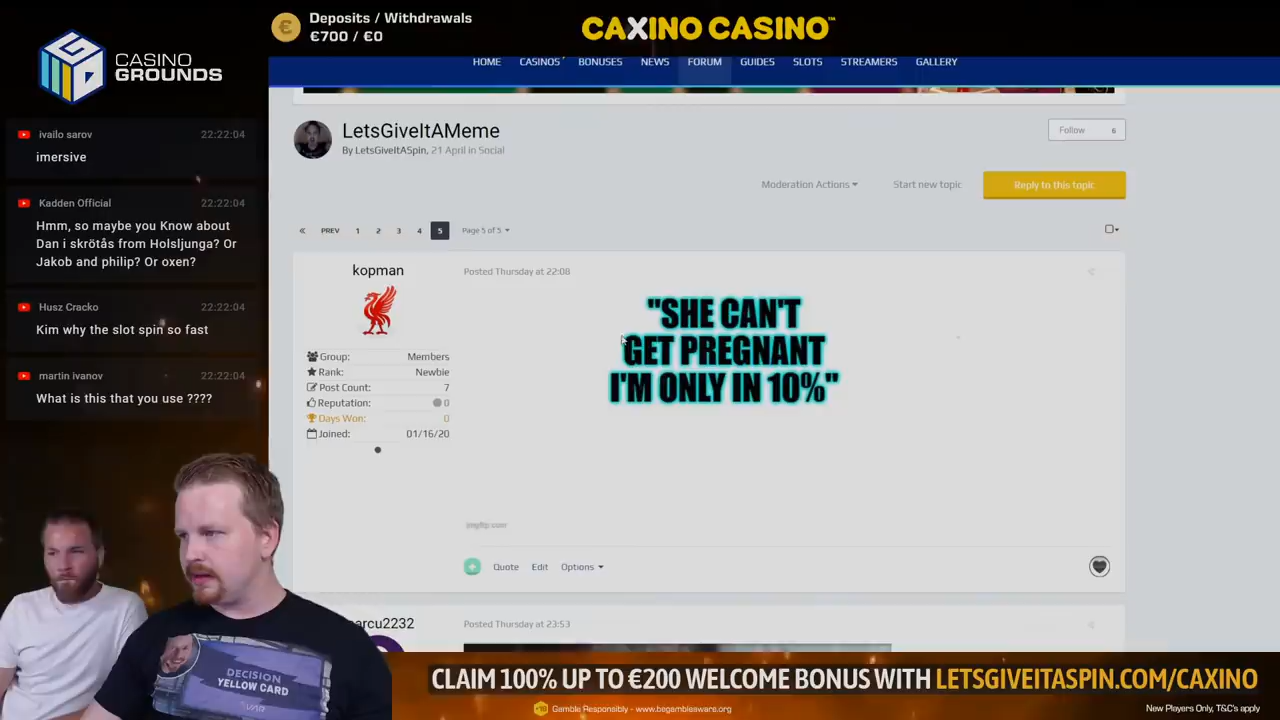 Deposits / Withdrawals
€700 / €0
CAXINO CASINO™
CASINO
GROUNDS
HOME CASINOS BONUSES NEWS FORUM GUIDES SLOTS STREAMERS GALLERY
ivailo sarov 22:22:04
imersive
Kadden Official 22:22:04
Hmm, so maybe you Know about
Dan i skrötås from Holsljunga? Or
Jakob and philip? Or oxen?
Husz Cracko 22:22:04
Kim why the slot spin so fast
martin ivanov 22:22:04
What is this that you use ????
LetsGiveItAMeme
By LetsGiveItASpin, 21 April in Social
Follow 6
Moderation Actions Start new topic Reply to this topic
« PREV 1 2 3 4 5 Page 5 of 5
kopman
Posted Thursday at 22:08
"SHE CAN'T
GET PREGNANT
I'M ONLY IN 10%"
Group: Members
Rank: Newbie
Post Count: 7
Reputation: 0
Days Won: 0
Joined: 01/16/20
imgflip.com
Quote Edit Options
arcu2232
Posted Thursday at 23:53
DECISION
YELLOW CARD
VAR
CLAIM 100% UP TO €200 WELCOME BONUS WITH LETSGIVEITASPIN.COM/CAXINO
Gamble Responsibly - www.begambleaware.org
New Players Only, T&C's apply